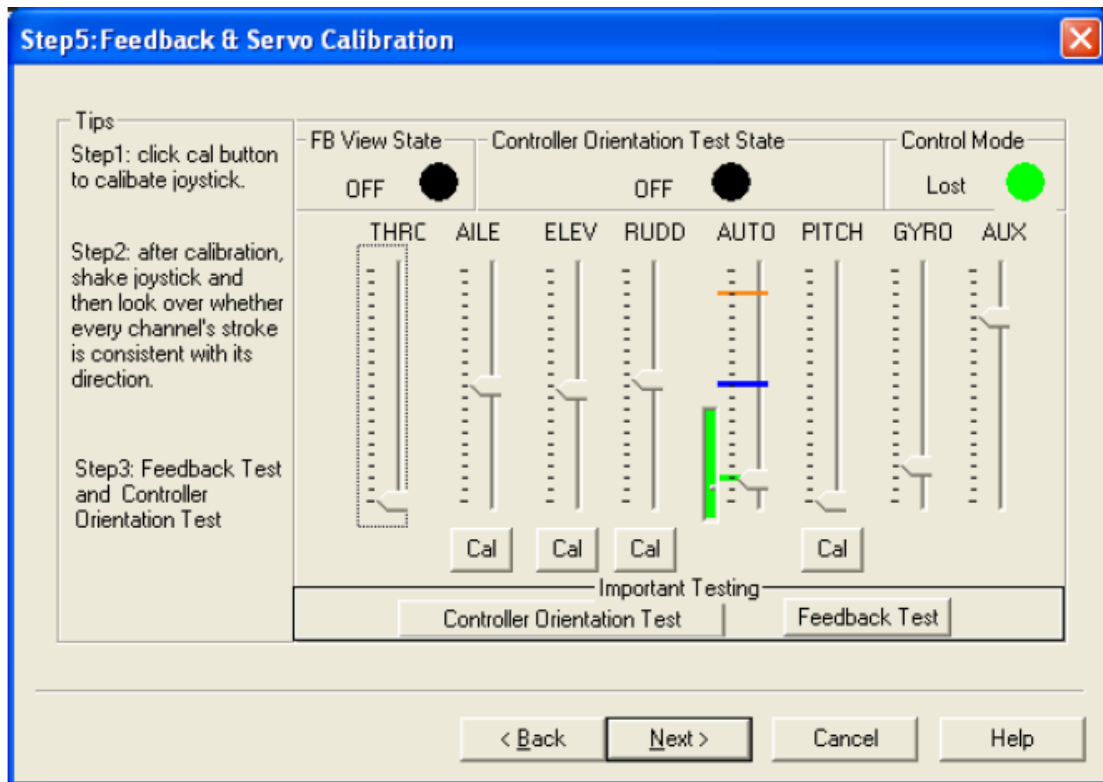 Step5:Feedback & Servo Calibration
Tips
Step1: click cal button
to calibate joystick.
Step2: after calibration,
shake joystick and
then look over whether
every channel's stroke
is consistent with its
direction.
Step3: Feedback Test
and Controller
Orientation Test
FB View State
OFF
Controller Orientation Test State
OFF
Control Mode
Lost
THRC AILE ELEV RUDD AUTO PITCH GYRO AUX
Cal Cal Cal Cal
Important Testing
Controller Orientation Test Feedback Test
< Back Next > Cancel Help